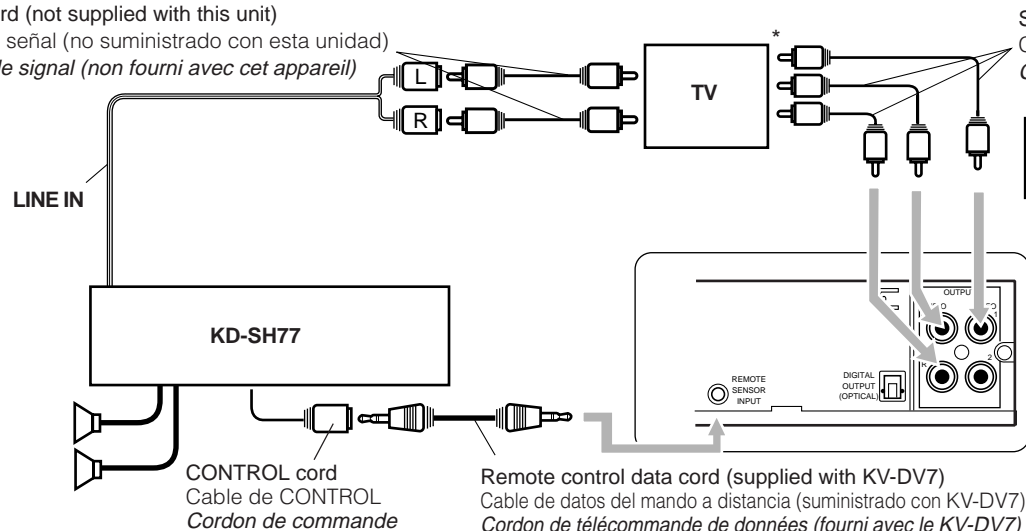 rd (not supplied with this unit)
señal (no suministrado con esta unidad)
le signal (non fourni avec cet appareil)
L
R
TV
*
S
C
LINE IN
KD-SH77
OUTPU
R
1
2
REMOTE
SENSOR
INPUT
DIGITAL
OUTPUT
(OPTICAL)
CONTROL cord
Cable de CONTROL
Cordon de commande
Remote control data cord (supplied with KV-DV7)
Cable de datos del mando a distancia (suministrado con KV-DV7)
Cordon de télécommande de données (fourni avec le KV-DV7)